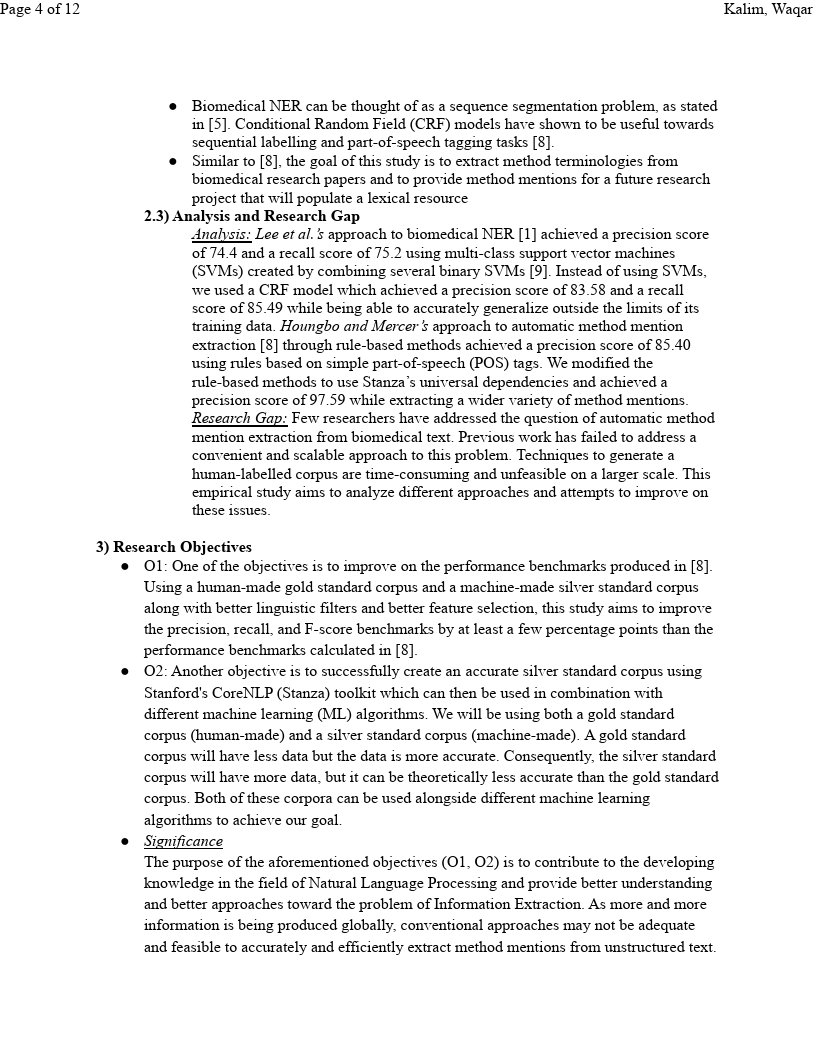 Page 4 of 12
Kalim, Waqar
● Biomedical NER can be thought of as a sequence segmentation problem, as stated
in [5]. Conditional Random Field (CRF) models have shown to be useful towards
sequential labelling and part-of-speech tagging tasks [8].
● Similar to [8], the goal of this study is to extract method terminologies from
biomedical research papers and to provide method mentions for a future research
project that will populate a lexical resource
2.3) Analysis and Research Gap
Analysis: Lee et al.'s approach to biomedical NER [1] achieved a precision score
of 74.4 and a recall score of 75.2 using multi-class support vector machines
(SVMs) created by combining several binary SVMs [9]. Instead of using SVMs,
we used a CRF model which achieved a precision score of 83.58 and a recall
score of 85.49 while being able to accurately generalize outside the limits of its
training data. Houngbo and Mercer's approach to automatic method mention
extraction [8] through rule-based methods achieved a precision score of 85.40
using rules based on simple part-of-speech (POS) tags. We modified the
rule-based methods to use Stanza's universal dependencies and achieved a
precision score of 97.59 while extracting a wider variety of method mentions.
Research Gap: Few researchers have addressed the question of automatic method
mention extraction from biomedical text. Previous work has failed to address a
convenient and scalable approach to this problem. Techniques to generate a
human-labelled corpus are time-consuming and unfeasible on a larger scale. This
empirical study aims to analyze different approaches and attempts to improve on
these issues.
3) Research Objectives
● O1: One of the objectives is to improve on the performance benchmarks produced in [8].
Using a human-made gold standard corpus and a machine-made silver standard corpus
along with better linguistic filters and better feature selection, this study aims to improve
the precision, recall, and F-score benchmarks by at least a few percentage points than the
performance benchmarks calculated in [8].
● O2: Another objective is to successfully create an accurate silver standard corpus using
Stanford's CoreNLP (Stanza) toolkit which can then be used in combination with
different machine learning (ML) algorithms. We will be using both a gold standard
corpus (human-made) and a silver standard corpus (machine-made). A gold standard
corpus will have less data but the data is more accurate. Consequently, the silver standard
corpus will have more data, but it can be theoretically less accurate than the gold standard
corpus. Both of these corpora can be used alongside different machine learning
algorithms to achieve our goal.
● Significance
The purpose of the aforementioned objectives (O1, O2) is to contribute to the developing
knowledge in the field of Natural Language Processing and provide better understanding
and better approaches toward the problem of Information Extraction. As more and more
information is being produced globally, conventional approaches may not be adequate
and feasible to accurately and efficiently extract method mentions from unstructured text.